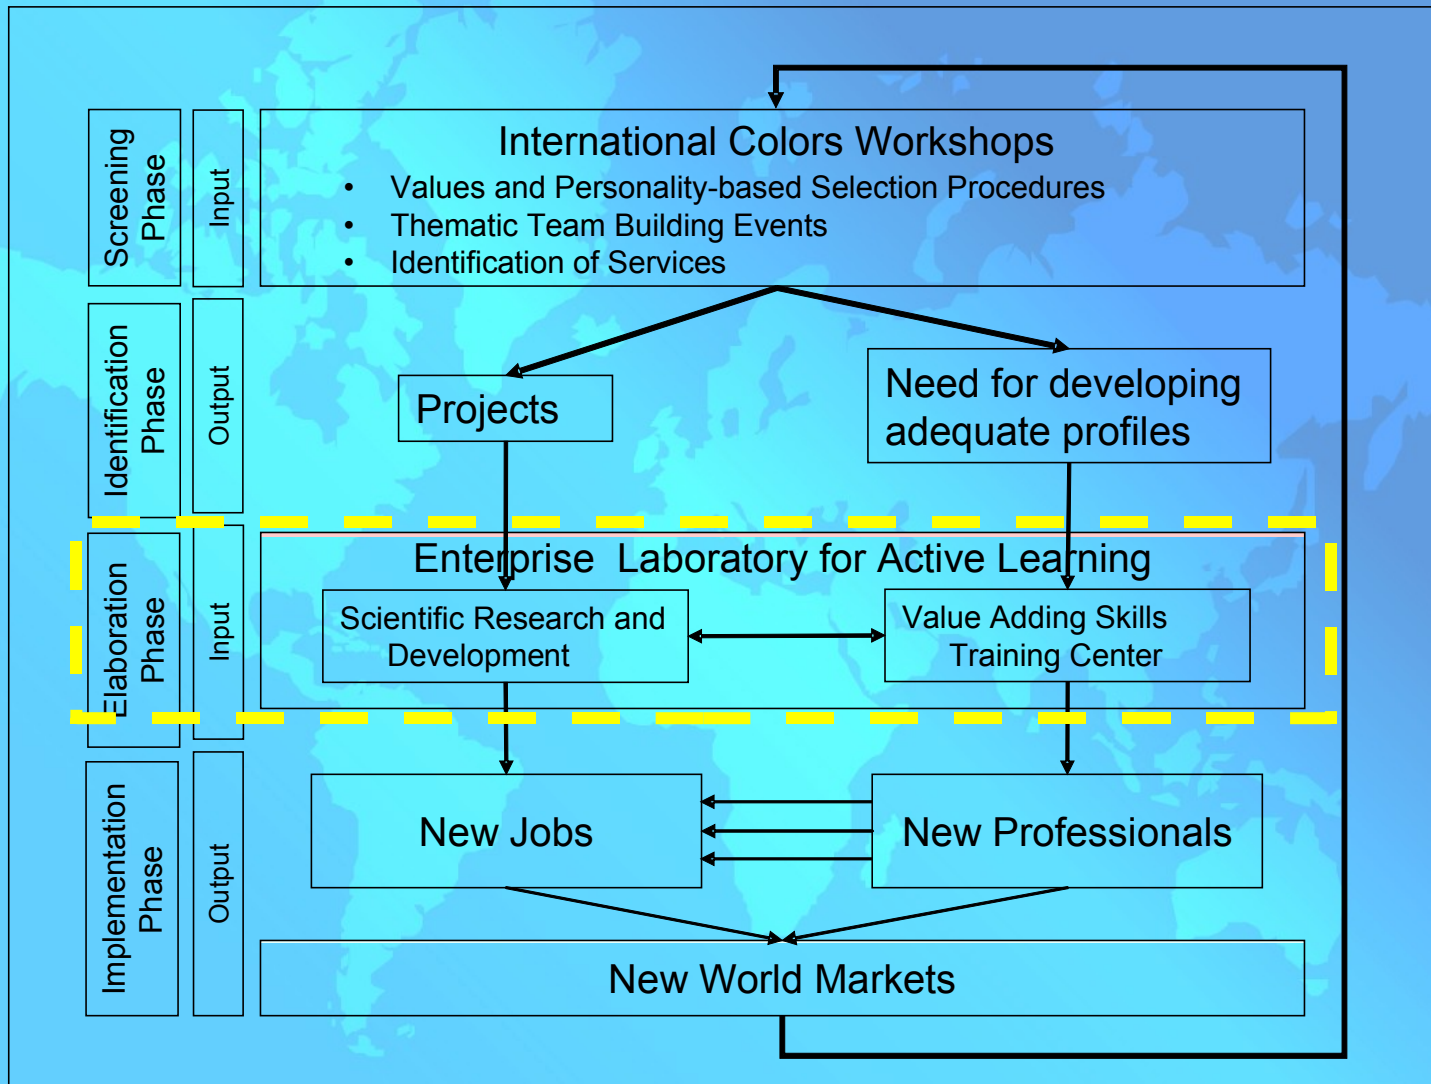 Screening
Phase
Input
International Colors Workshops
• Values and Personality-based Selection Procedures
• Thematic Team Building Events
• Identification of Services
Identification
Phase
Output
Projects
Need for developing
adequate profiles
Elaboration
Phase
Input
Enterprise Laboratory for Active Learning
Scientific Research and
Development
Value Adding Skills
Training Center
Implementation
Phase
Output
New Jobs
New Professionals
New World Markets